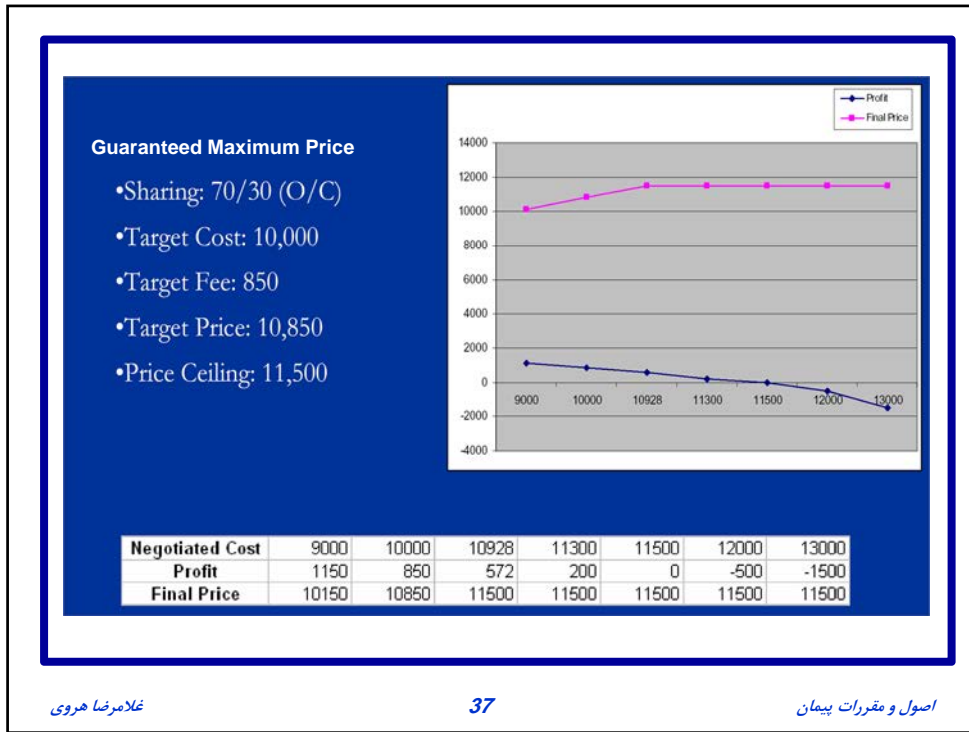 Guaranteed Maximum Price
•Sharing: 70/30 (O/C)
•Target Cost: 10,000
•Target Fee: 850
•Target Price: 10,850
•Price Ceiling: 11,500
Profit
Final Price
14000
12000
10000
8000
6000
4000
2000
0
-2000
-4000
9000 10000 10928 11300 11500 12000 13000
Negotiated Cost 9000 10000 10928 11300 11500 12000 13000
Profit 1150 850 572 200 0 -500 -1500
Final Price 10150 10850 11500 11500 11500 11500 11500
غلامرضا هروی
37
اصول و مقررات پیمان